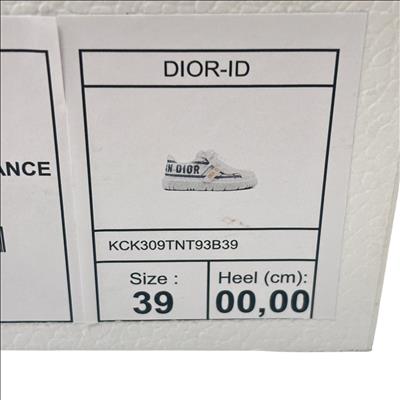 DIOR-ID
ANCE
N DIOR
KCK309TNT93B39
Size :
39
Heel (cm):
00,00